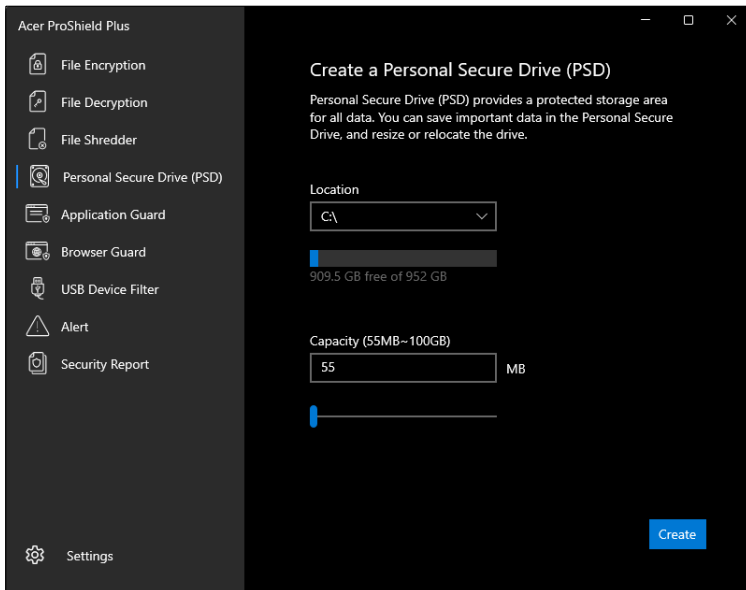 Acer ProShield Plus
File Encryption
File Decryption
File Shredder
Personal Secure Drive (PSD)
Application Guard
Browser Guard
USB Device Filter
Alert
Security Report
Settings
Create a Personal Secure Drive (PSD)
Personal Secure Drive (PSD) provides a protected storage area
for all data. You can save important data in the Personal Secure
Drive, and resize or relocate the drive.
Location
C:\
909.5 GB free of 952 GB
Capacity (55MB~100GB)
55
MB
Create